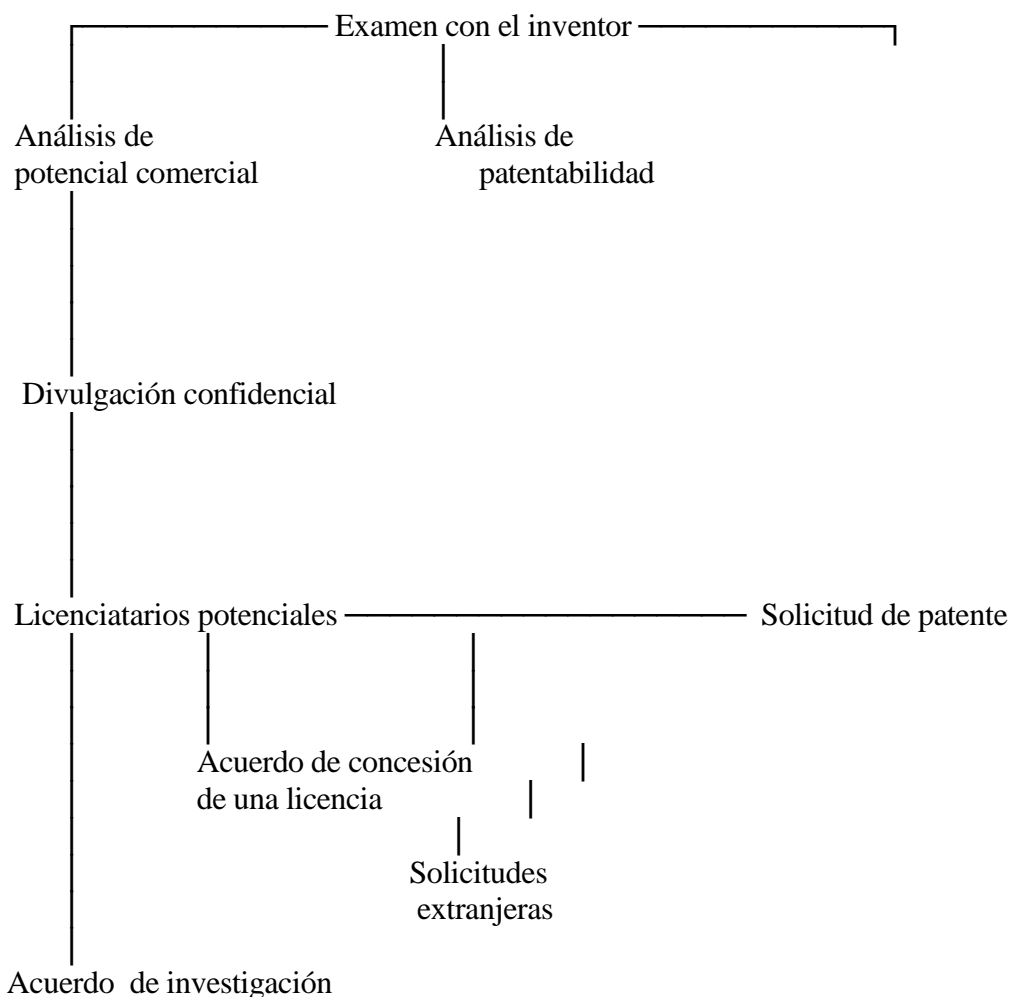 Examen con el inventor
Análisis de
potencial comercial
Análisis de
patentabilidad
Divulgación confidencial
Licenciatarios potenciales
Solicitud de patente
Acuerdo de concesión
de una licencia
Solicitudes
extranjeras
Acuerdo de investigación